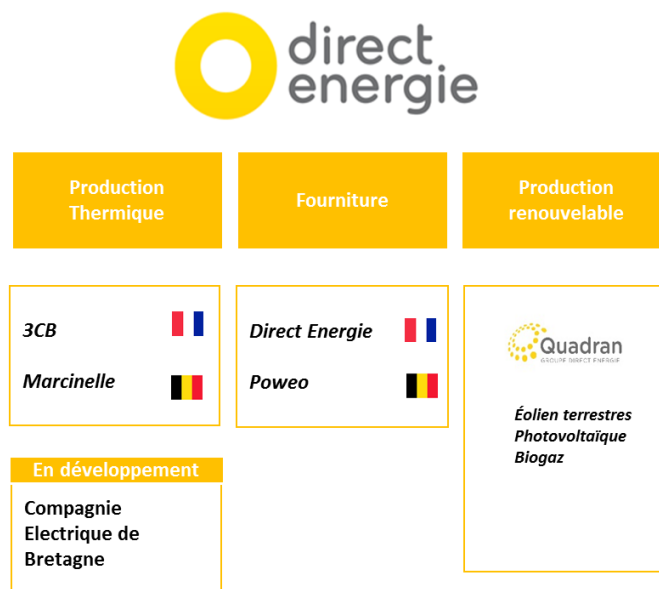 direct
energie
Production
Thermique
Fourniture
Production
renouvelable
3CB
Marcinelle
Direct Energie
Poweo
Quadran
GROUPE DIRECT ENERGIE
Éolien terrestres
Photovoltaïque
Biogaz
En développement
Compagnie
Electrique de
Bretagne